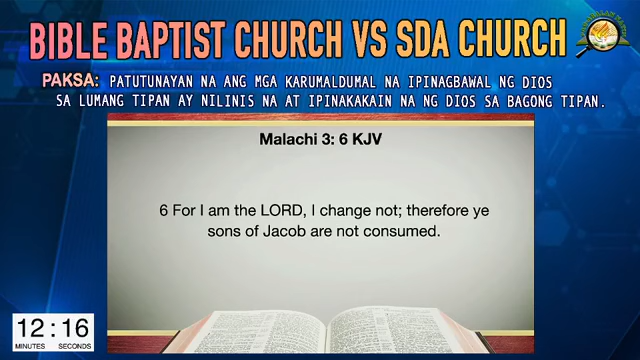 BIBLE BAPTIST CHURCH VS SDA CHURCH
PAKSA: PATUTUNAYAN NA ANG MGA KARUMALDUMAL NA IPINAGBAWAL NG DIOS
SA LUMANG TIPAN AY NILINIS NA AT IPINAKAKAIN NA NG DIOS SA BAGONG TIPAN.
Malachi 3: 6 KJV
6 For I am the LORD, I change not; therefore ye
sons of Jacob are not consumed.
12 : 16
MINUTES SECONDS